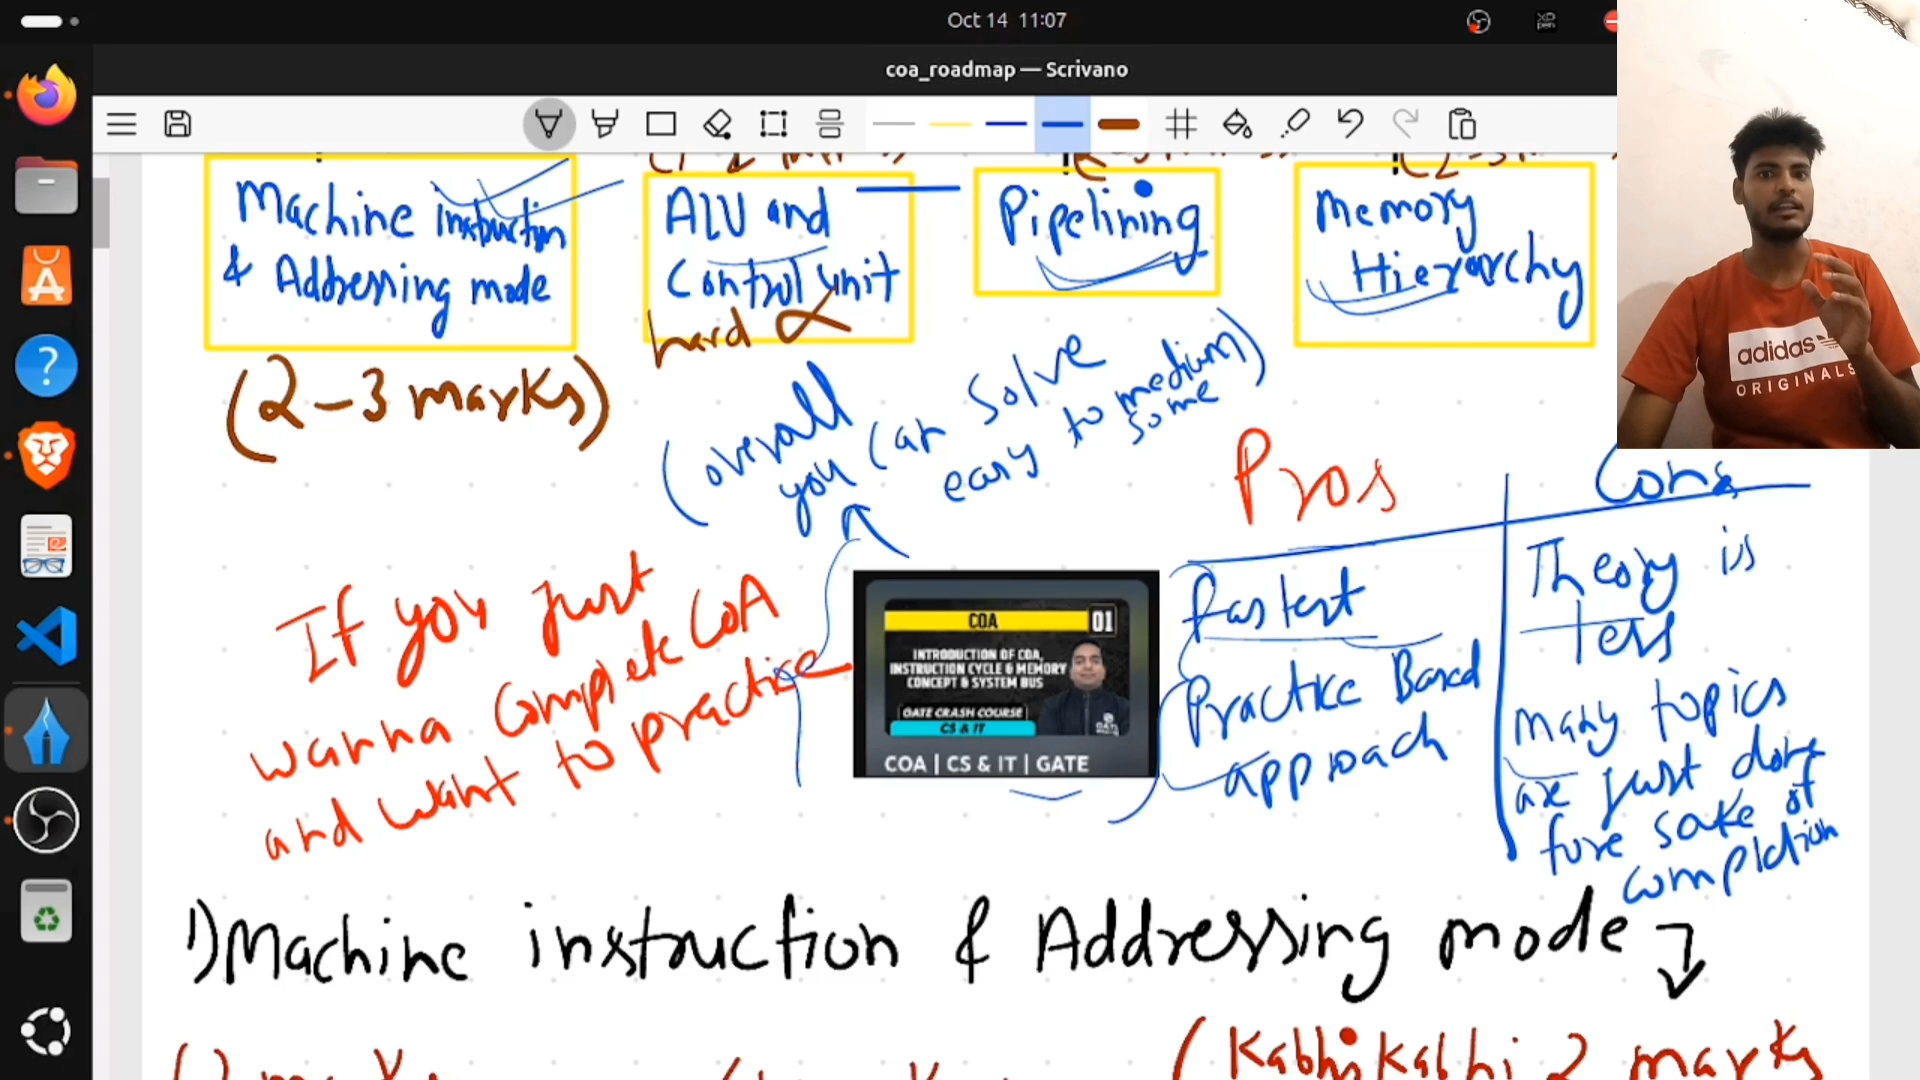 Oct 14 11:07
coa_roadmap — Scrivano
Machine instruction
& Addressing mode
(2-3 marks)
ALU and
Control unit
hard
Pipelining
Memory
Hierarchy
(overall
you can solve
easy to medium)
some
Pros
Cons
If you just
wanna complete COA
and want to practice
COA 01
INTRODUCTION OF COA,
INSTRUCTION CYCLE & MEMORY
CONCEPT & SYSTEM BUS
GATE CRASH COURSE
CS & IT
COA | CS & IT | GATE
Fastest
Practice Based
approach
Theory is
less
many topics
are just done
fore sake of
completion
1) Machine instruction & Addressing mode
(Kabhi Kabhi 2 marks
adidas
ORIGINALS